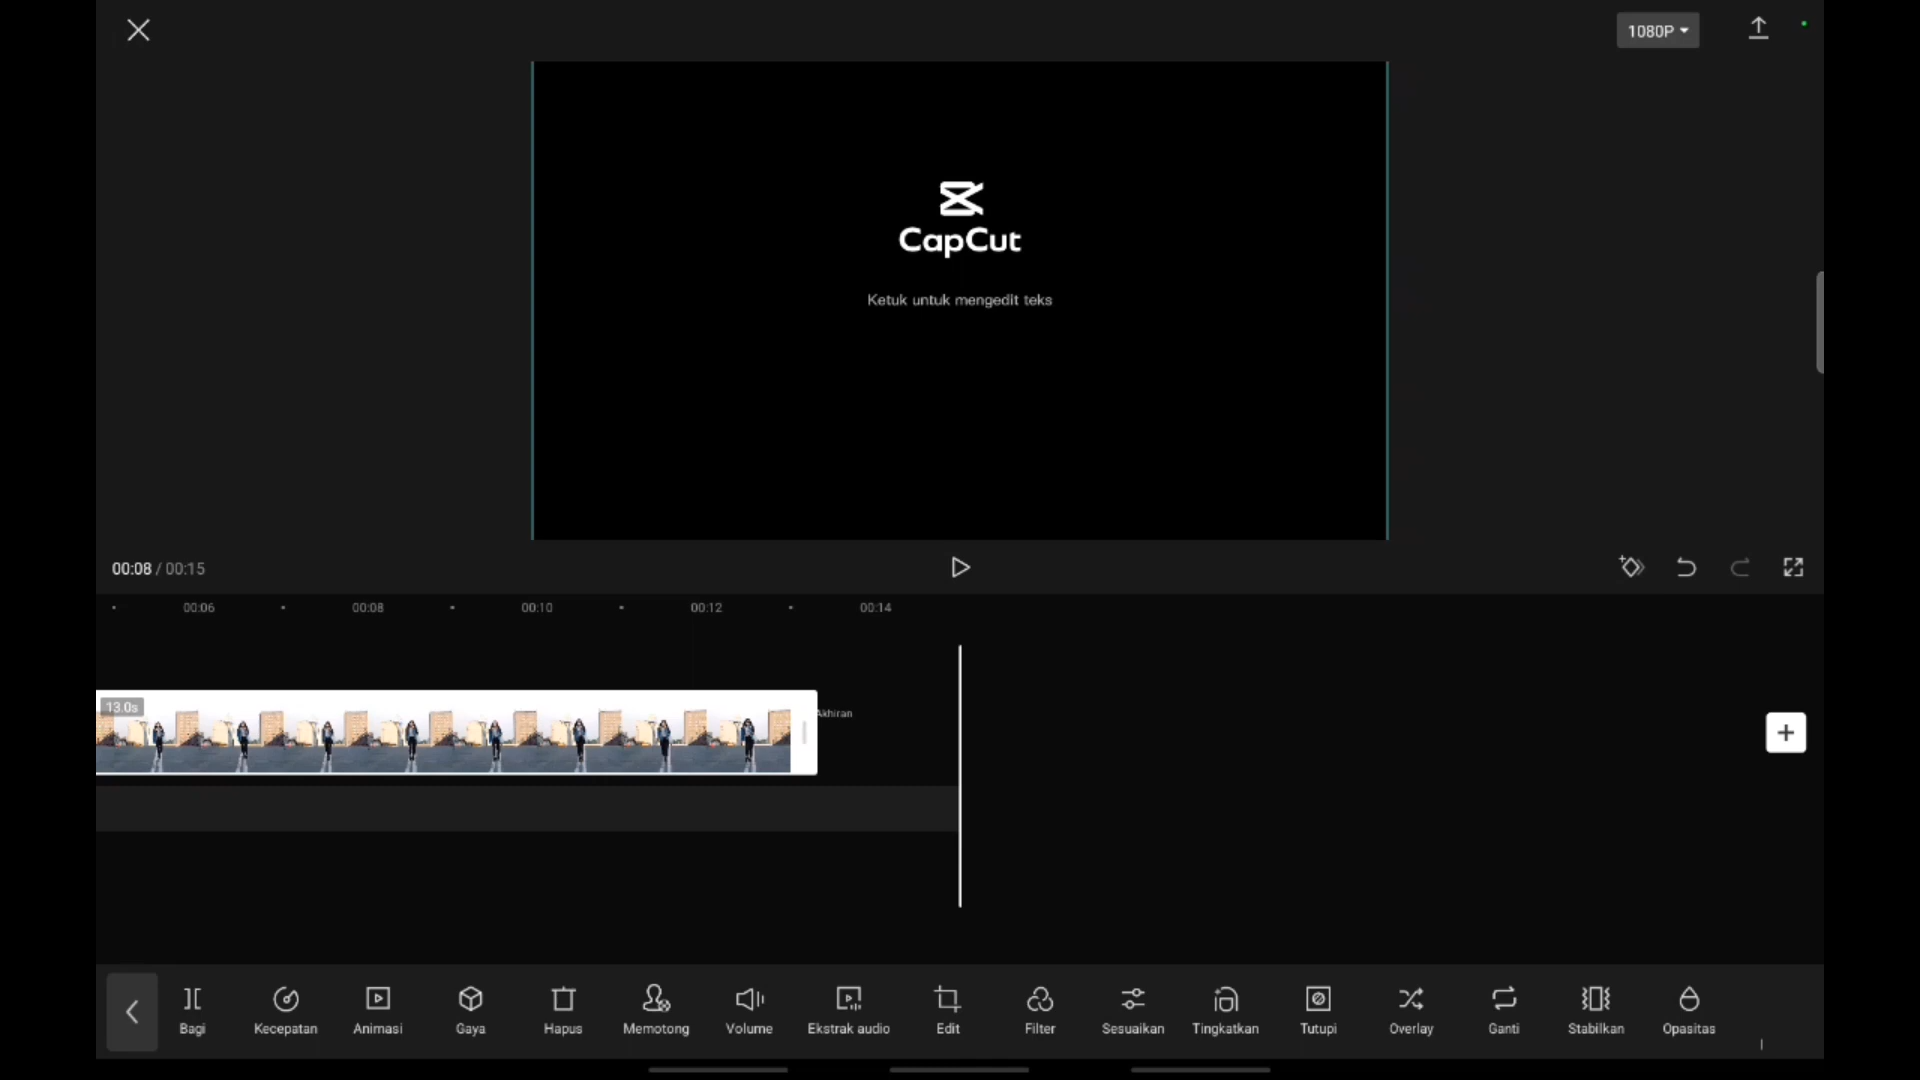 1080P
CapCut
Ketuk untuk mengedit teks
00:08 / 00:15
00:06 00:08 00:10 00:12 00:14
13.0s
Akhiran
Bagi Kecepatan Animasi Gaya Hapus Memotong Volume Ekstrak audio Edit Filter Sesuaikan Tingkatkan Tutupi Overlay Ganti Stabilkan Opasitas